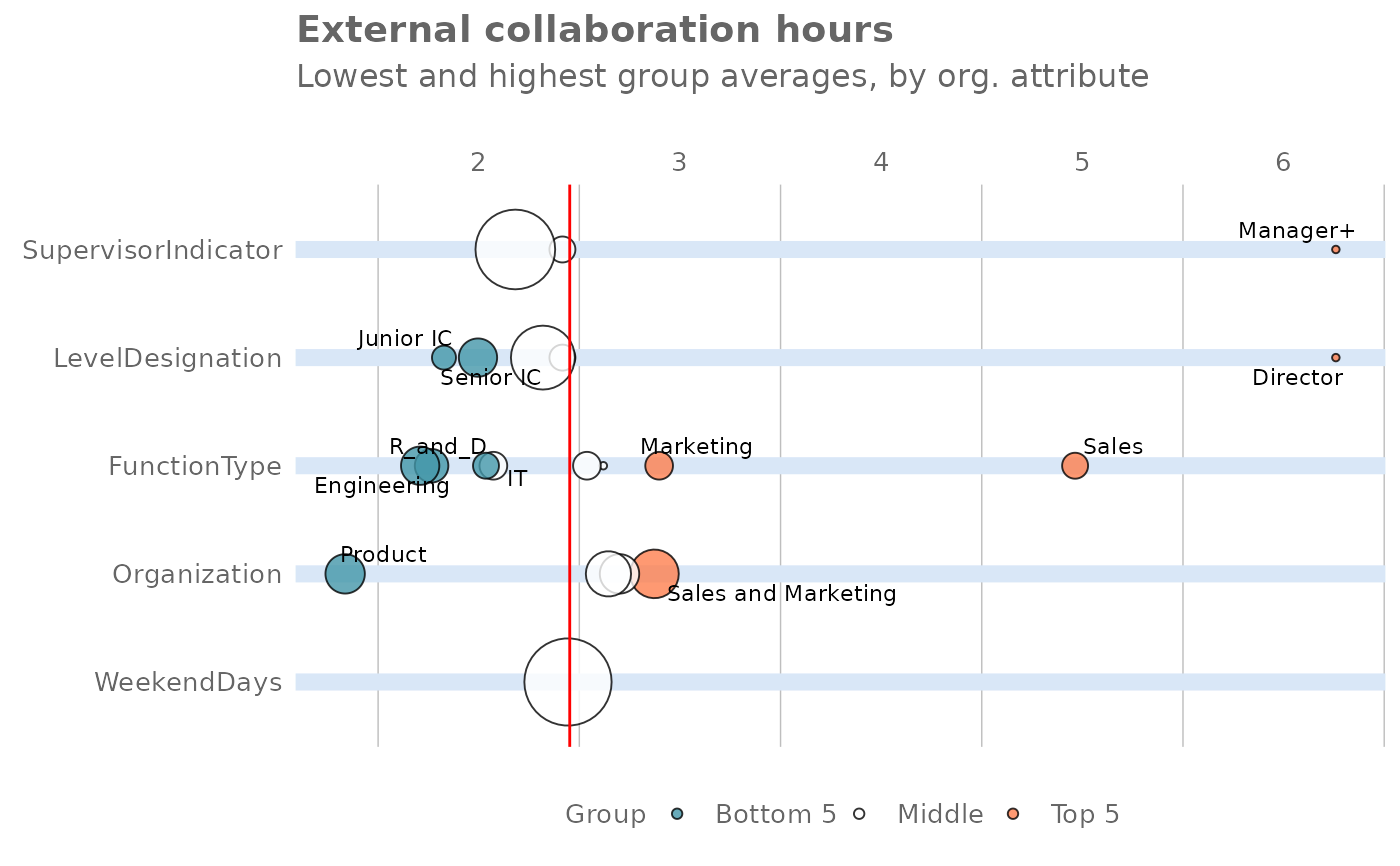 External collaboration hours
Lowest and highest group averages, by org. attribute
2 3 4 5 6
SupervisorIndicator
Manager+
LevelDesignation
Junior IC
Senior IC
Director
FunctionType
R_and_D
Engineering
IT
Marketing
Sales
Organization
Product
Sales and Marketing
WeekendDays
Group Bottom 5 Middle Top 5